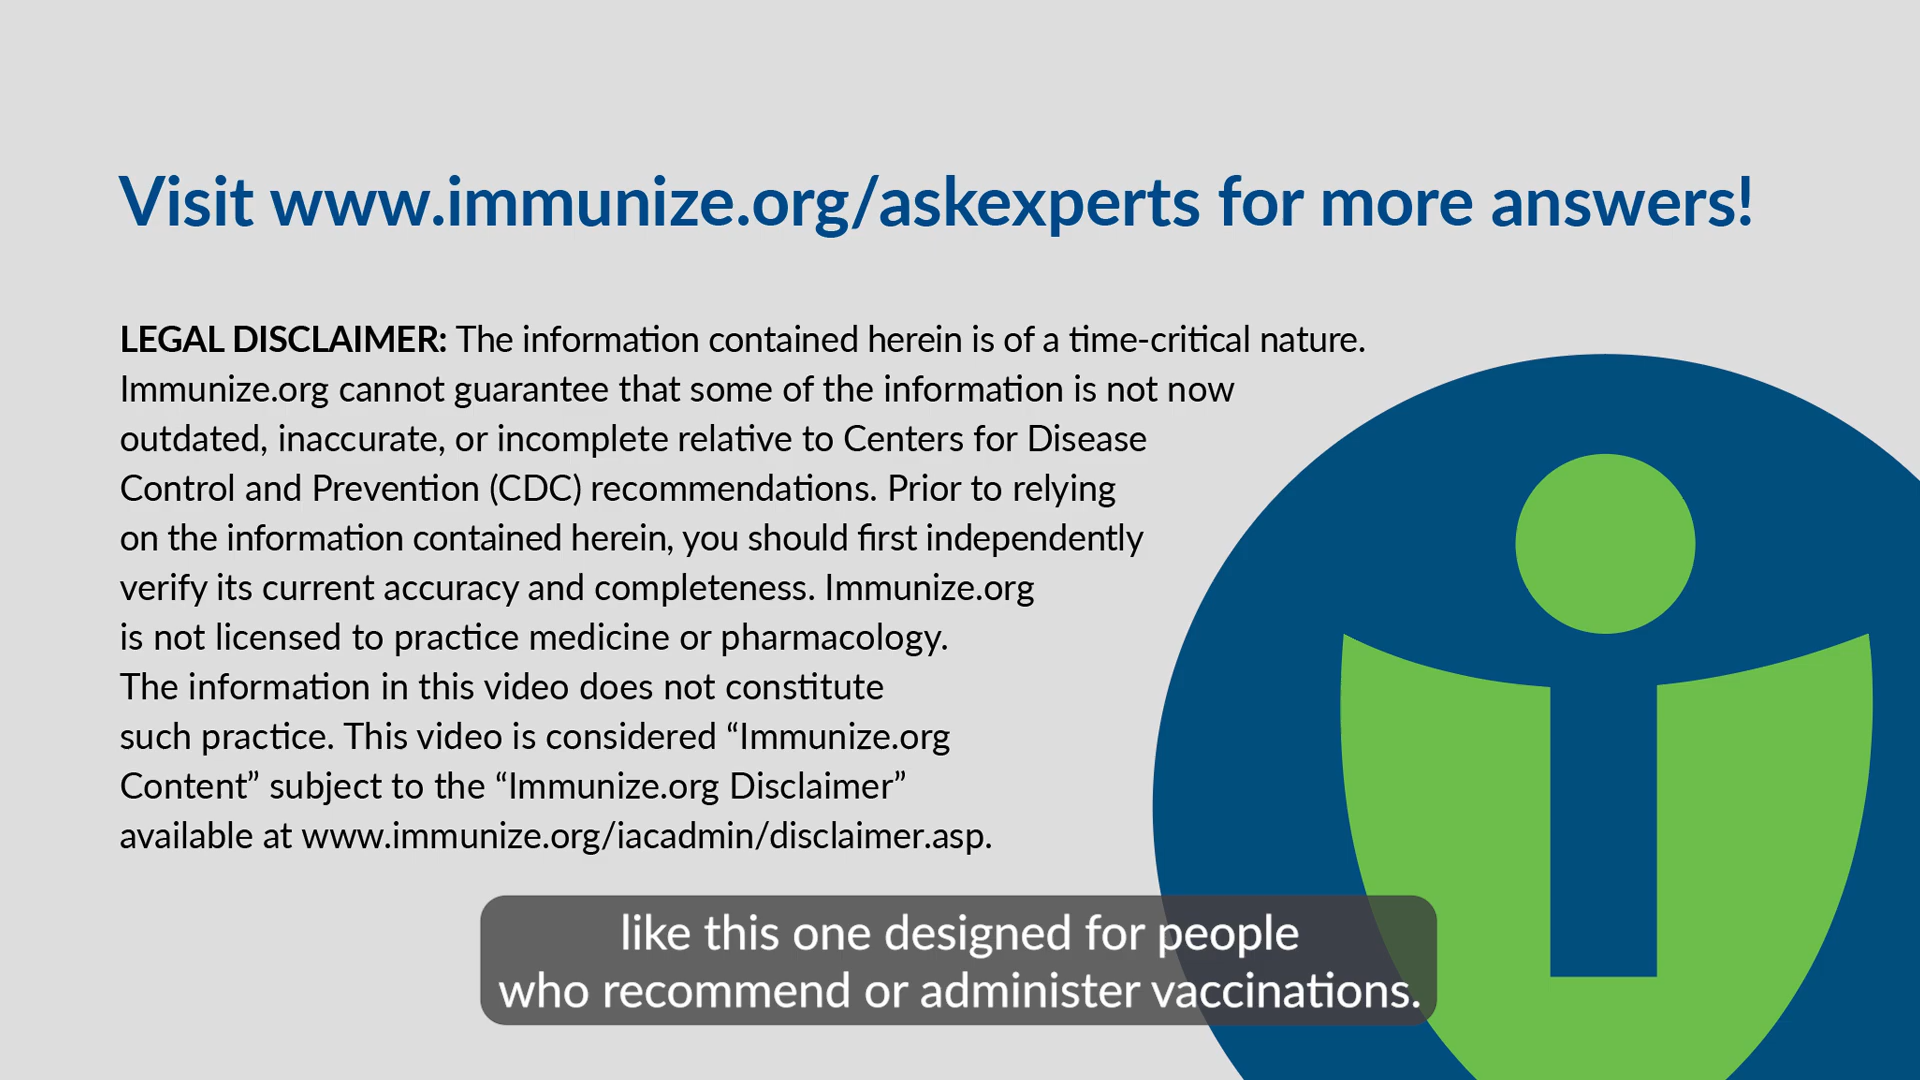 Visit www.immunize.org/askexperts for more answers!
LEGAL DISCLAIMER: The information contained herein is of a time-critical nature.
Immunize.org cannot guarantee that some of the information is not now
outdated, inaccurate, or incomplete relative to Centers for Disease
Control and Prevention (CDC) recommendations. Prior to relying
on the information contained herein, you should first independently
verify its current accuracy and completeness. Immunize.org
is not licensed to practice medicine or pharmacology.
The information in this video does not constitute
such practice. This video is considered “Immunize.org
Content” subject to the “Immunize.org Disclaimer”
available at www.immunize.org/iacadmin/disclaimer.asp.
like this one designed for people
who recommend or administer vaccinations.